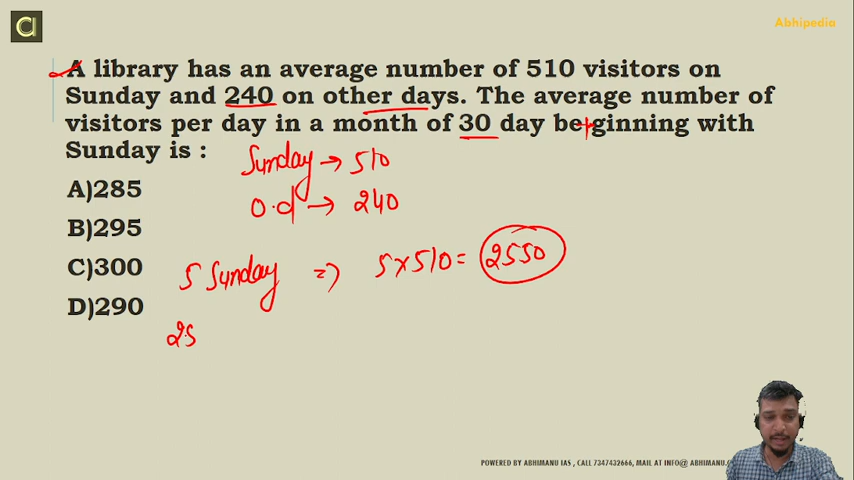 a
Abhipedia
A library has an average number of 510 visitors on
Sunday and 240 on other days. The average number of
visitors per day in a month of 30 day beginning with
Sunday is :
Sunday → 510
A)285
O.d → 240
B)295
5 Sunday => 5x510= 2550
C)300
D)290
25
POWERED BY ABHIMANU IAS , CALL 7347432666, MAIL AT INFO@ ABHIMANU.